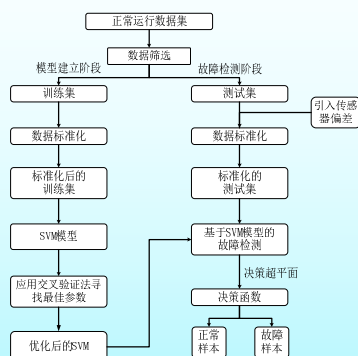 正常运行数据集
数据筛选
模型建立阶段
故障检测阶段
训练集
测试集
引入传感
器偏差
数据标准化
数据标准化
标准化后的
训练集
标准化的
测试集
SVM模型
基于SVM模型的
故障检测
应用交叉验证法寻
找最佳参数
决策超平面
决策函数
优化后的SVM
正常
样本
故障
样本